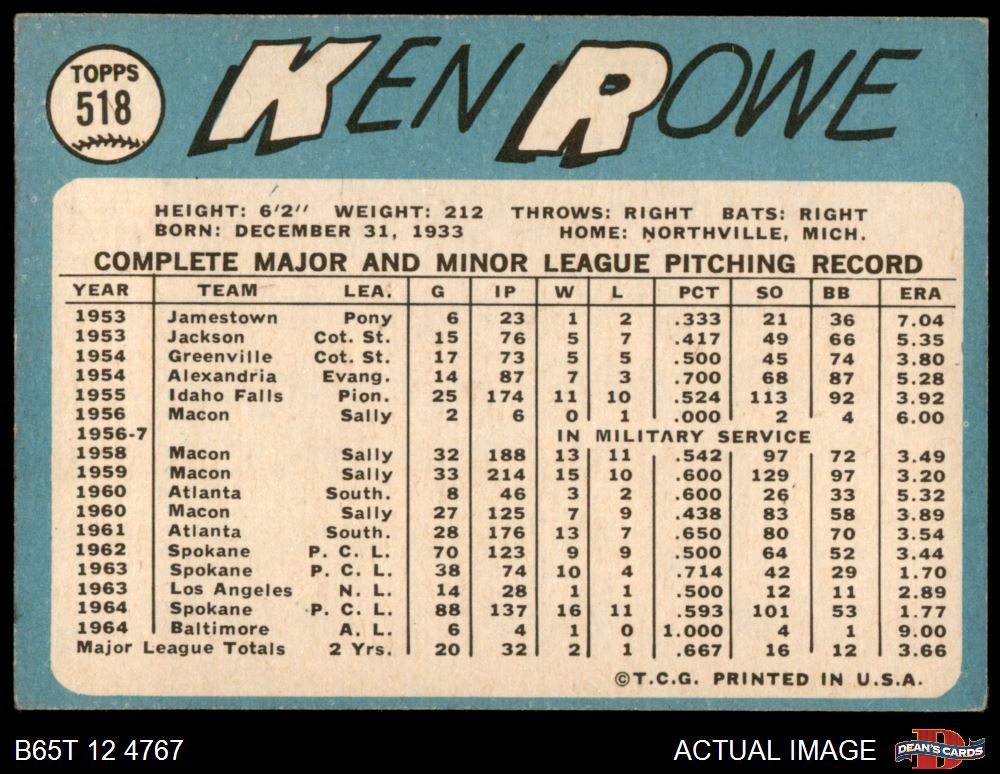 TOPPS
518
KEN ROWE
HEIGHT: 6'2" WEIGHT: 212 THROWS: RIGHT BATS: RIGHT
BORN: DECEMBER 31, 1933 HOME: NORTHVILLE, MICH.
COMPLETE MAJOR AND MINOR LEAGUE PITCHING RECORD
YEAR TEAM LEA. G IP W L PCT SO BB ERA
1953 Jamestown Pony 6 23 1 2 .333 21 36 7.04
1953 Jackson Cot. St. 15 76 5 7 .417 49 66 5.35
1954 Greenville Cot. St. 17 73 5 5 .500 45 74 3.80
1954 Alexandria Evang. 14 87 7 3 .700 68 87 5.28
1955 Idaho Falls Pion. 25 174 11 10 .524 113 92 3.92
1956 Macon Sally 2 6 0 1 .000 2 4 6.00
1956-7 IN MILITARY SERVICE
1958 Macon Sally 32 188 13 11 .542 97 72 3.49
1959 Macon Sally 33 214 15 10 .600 129 97 3.20
1960 Atlanta South. 8 46 3 2 .600 26 33 5.32
1960 Macon Sally 27 125 7 9 .438 83 58 3.89
1961 Atlanta South. 28 176 13 7 .650 80 70 3.54
1962 Spokane P. C. L. 70 123 9 9 .500 64 52 3.44
1963 Spokane P. C. L. 38 74 10 4 .714 42 29 1.70
1963 Los Angeles N. L. 14 28 1 1 .500 12 11 2.89
1964 Spokane P. C. L. 88 137 16 11 .593 101 53 1.77
1964 Baltimore A. L. 6 4 1 0 1.000 4 1 9.00
Major League Totals 2 Yrs. 20 32 2 1 .667 16 12 3.66
©T.C.G. PRINTED IN U.S.A.
B65T 12 4767 ACTUAL IMAGE DEAN'S CARDS